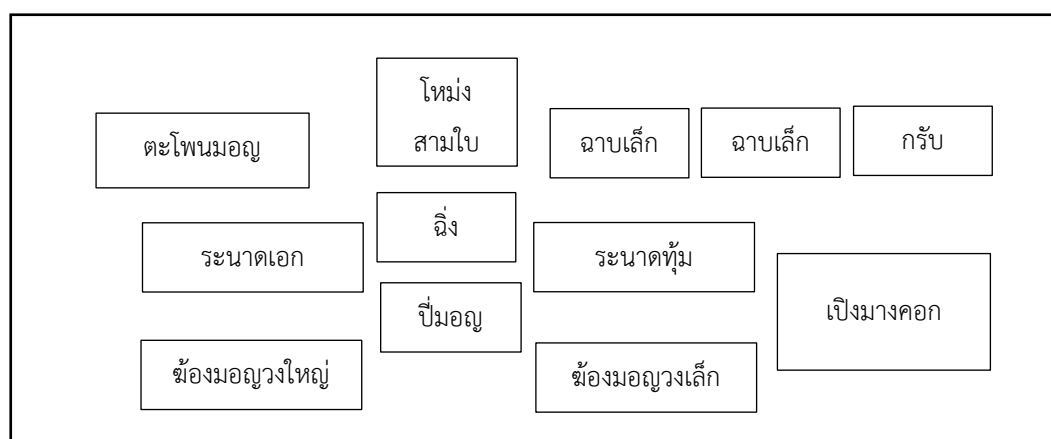 โหม่ง
สามใบ
ตะโพนมอญ
ฉาบเล็ก
ฉาบเล็ก
กรับ
ฉิ่ง
ระนาดเอก
ระนาดทุ้ม
ปี่มอญ
เปิงมางคอก
ฆ้องมอญวงใหญ่
ฆ้องมอญวงเล็ก